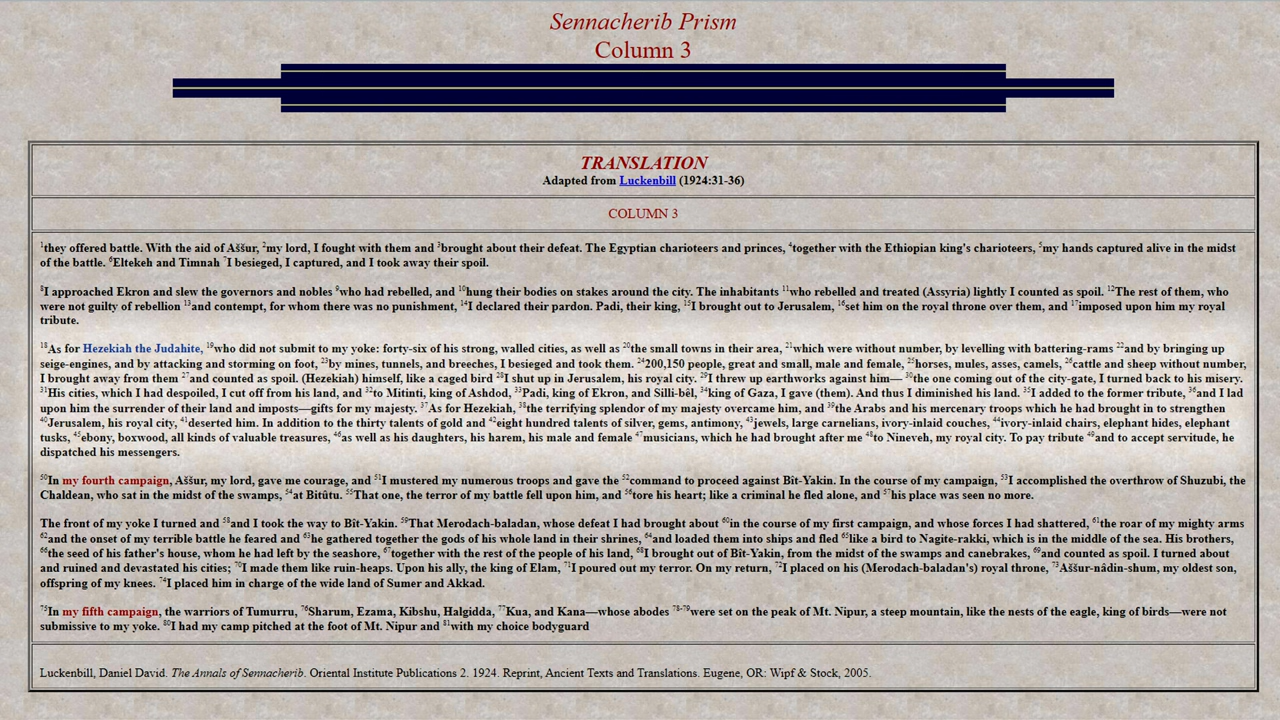 Sennacherib Prism
Column 3
TRANSLATION
Adapted from Luckenbill (1924:31-36)
COLUMN 3
1they offered battle. With the aid of Aššur, 2my lord, I fought with them and 3brought about their defeat. The Egyptian charioteers and princes, 4together with the Ethiopian king's charioteers, 5my hands captured alive in the midst
of the battle. 6Eltekeh and Timnah 7I besieged, I captured, and I took away their spoil.
8I approached Ekron and slew the governors and nobles 9who had rebelled, and 10hung their bodies on stakes around the city. The inhabitants 11who rebelled and treated (Assyria) lightly I counted as spoil. 12The rest of them, who
were not guilty of rebellion 13and contempt, for whom there was no punishment, 14I declared their pardon. Padi, their king, 15I brought out to Jerusalem, 16set him on the royal throne over them, and 17imposed upon him my royal
tribute.
18As for Hezekiah the Judahite, 19who did not submit to my yoke: forty-six of his strong, walled cities, as well as 20the small towns in their area, 21which were without number, by levelling with battering-rams 22and by bringing up
seige-engines, and by attacking and storming on foot, 23by mines, tunnels, and breeches, I besieged and took them. 24200,150 people, great and small, male and female, 25horses, mules, asses, camels, 26cattle and sheep without number,
I brought away from them 27and counted as spoil. (Hezekiah) himself, like a caged bird 28I shut up in Jerusalem, his royal city. 29I threw up earthworks against him— 30the one coming out of the city-gate, I turned back to his misery.
31His cities, which I had despoiled, I cut off from his land, and 32to Mitinti, king of Ashdod, 33Padi, king of Ekron, and Silli-bêl, 34king of Gaza, I gave (them). And thus I diminished his land. 35I added to the former tribute, 36and I lad
upon him the surrender of their land and imposts—gifts for my majesty. 37As for Hezekiah, 38the terrifying splendor of my majesty overcame him, and 39the Arabs and his mercenary troops which he had brought in to strengthen
40Jerusalem, his royal city, 41deserted him. In addition to the thirty talents of gold and 42eight hundred talents of silver, gems, antimony, 43jewels, large carnelians, ivory-inlaid couches, 44ivory-inlaid chairs, elephant hides, elephant
tusks, 45ebony, boxwood, all kinds of valuable treasures, 46as well as his daughters, his harem, his male and female 47musicians, which he had brought after me 48to Nineveh, my royal city. To pay tribute 49and to accept servitude, he
dispatched his messengers.
50In my fourth campaign, Aššur, my lord, gave me courage, and 51I mustered my numerous troops and gave the 52command to proceed against Bît-Yakin. In the course of my campaign, 53I accomplished the overthrow of Shuzubi, the
Chaldean, who sat in the midst of the swamps, 54at Bitûtu. 55That one, the terror of my battle fell upon him, and 56tore his heart; like a criminal he fled alone, and 57his place was seen no more.
The front of my yoke I turned and 58and I took the way to Bît-Yakin. 59That Merodach-baladan, whose defeat I had brought about 60in the course of my first campaign, and whose forces I had shattered, 61the roar of my mighty arms
62and the onset of my terrible battle he feared and 63he gathered together the gods of his whole land in their shrines, 64and loaded them into ships and fled 65like a bird to Nagite-rakki, which is in the middle of the sea. His brothers,
66the seed of his father's house, whom he had left by the seashore, 67together with the rest of the people of his land, 68I brought out of Bît-Yakin, from the midst of the swamps and canebrakes, 69and counted as spoil. I turned about
and ruined and devastated his cities; 70I made them like ruin-heaps. Upon his ally, the king of Elam, 71I poured out my terror. On my return, 72I placed on his (Merodach-baladan's) royal throne, 73Aššur-nâdin-shum, my oldest son,
offspring of my knees. 74I placed him in charge of the wide land of Sumer and Akkad.
75In my fifth campaign, the warriors of Tumurru, 76Sharum, Ezama, Kibshu, Halgidda, 77Kua, and Kana—whose abodes 78-79were set on the peak of Mt. Nipur, a steep mountain, like the nests of the eagle, king of birds—were not
submissive to my yoke. 80I had my camp pitched at the foot of Mt. Nipur and 81with my choice bodyguard
Luckenbill, Daniel David. The Annals of Sennacherib. Oriental Institute Publications 2. 1924. Reprint, Ancient Texts and Translations. Eugene, OR: Wipf & Stock, 2005.